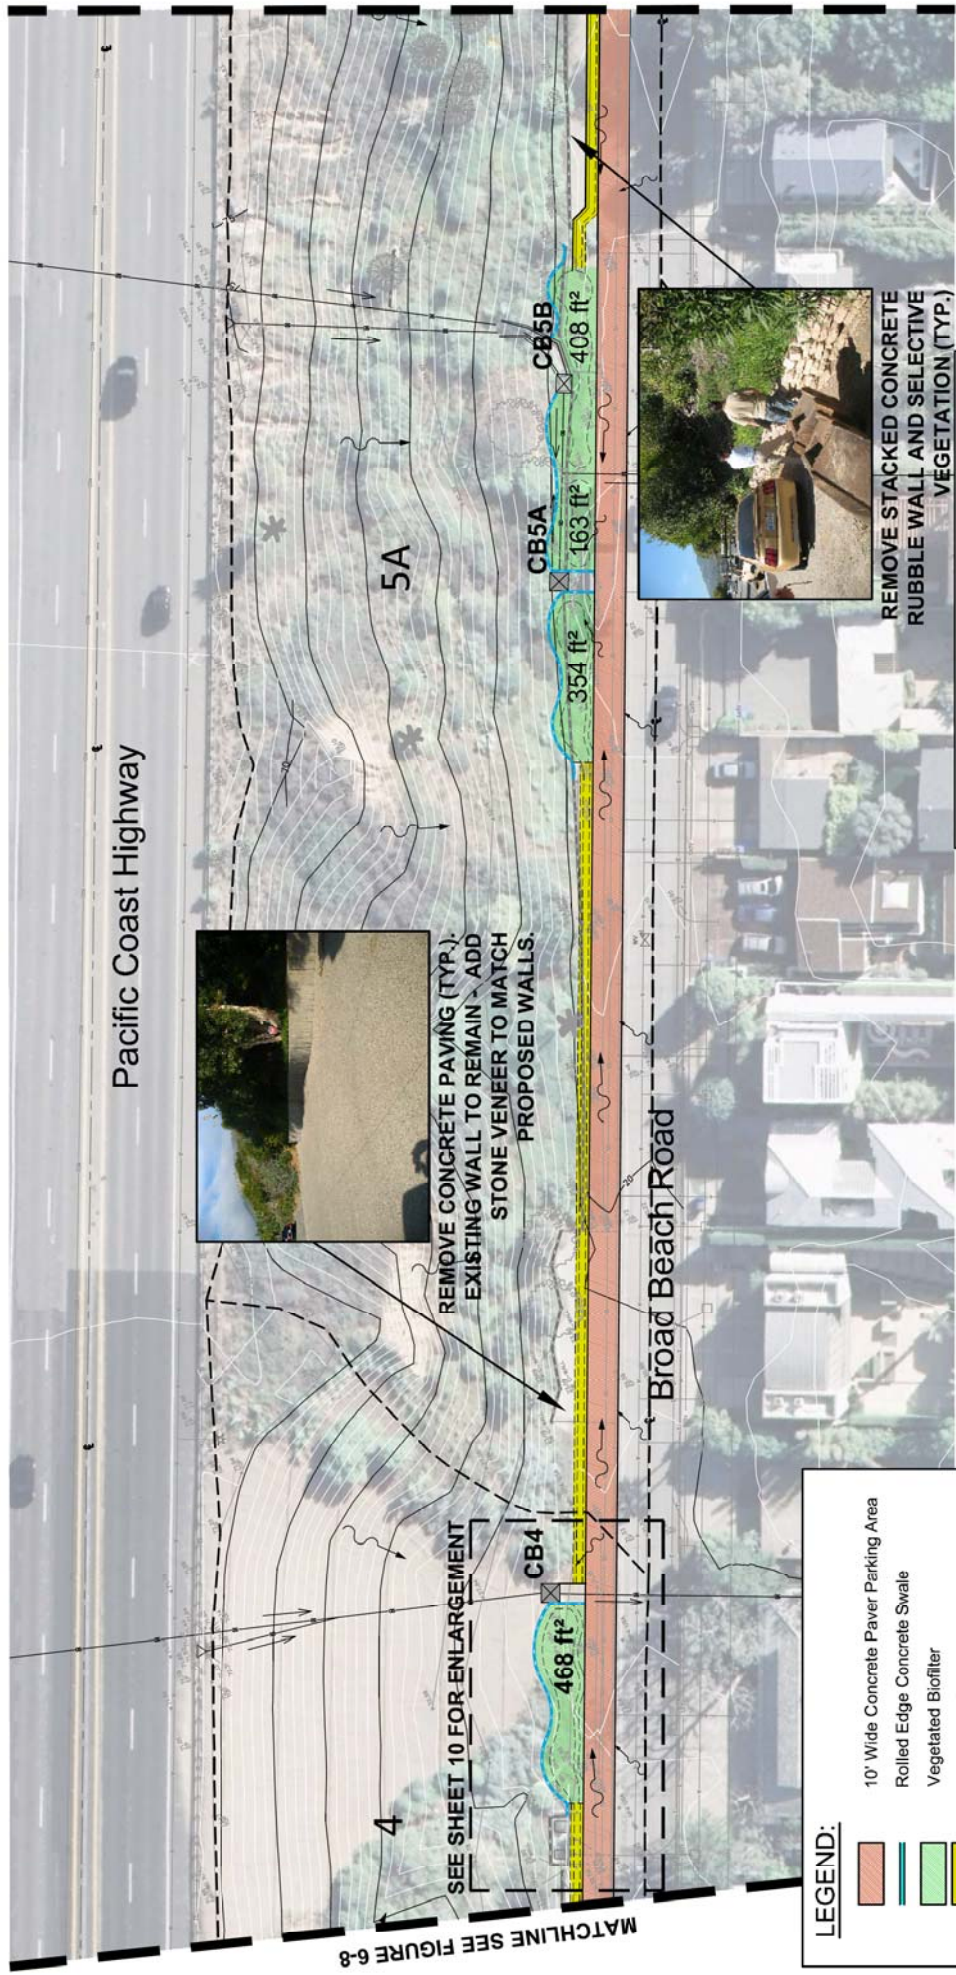 Pacific Coast Highway
REMOVE CONCRETE PAVING (TYP.).
EXISTING WALL TO REMAIN - ADD
STONE VENEER TO MATCH
PROPOSED WALLS.
5A
4
SEE SHEET 10 FOR ENLARGEMENT
CB4
468 ft²
CB5A
CB5B
354 ft²
163 ft²
408 ft²
Broad Beach Road
REMOVE STACKED CONCRETE
RUBBLE WALL AND SELECTIVE
VEGETATION (TYP.)
MATCHLINE SEE FIGURE 6-8
LEGEND:
10' Wide Concrete Paver Parking Area
Rolled Edge Concrete Swale
Vegetated Biofilter